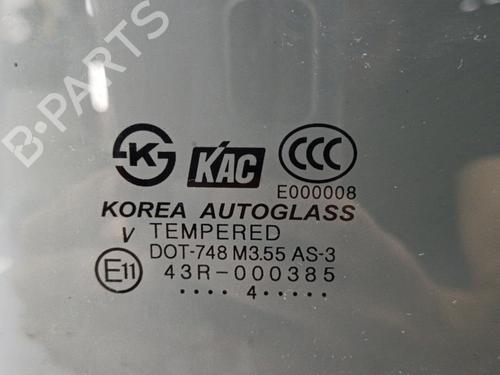 B-PARTS
K S KAC CCC
E000008
KOREA AUTOGLASS
V TEMPERED
DOT-748 M3.55 AS-3
E11 43R-000385
•••• 4 •••••